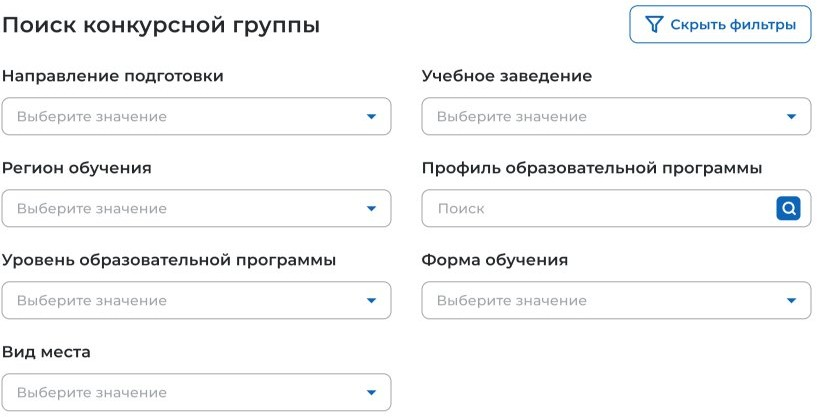 Поиск конкурсной группы
Скрыть фильтры
Направление подготовки
Учебное заведение
Выберите значение
Выберите значение
Регион обучения
Профиль образовательной программы
Выберите значение
Поиск
Уровень образовательной программы
Форма обучения
Выберите значение
Выберите значение
Вид места
Выберите значение